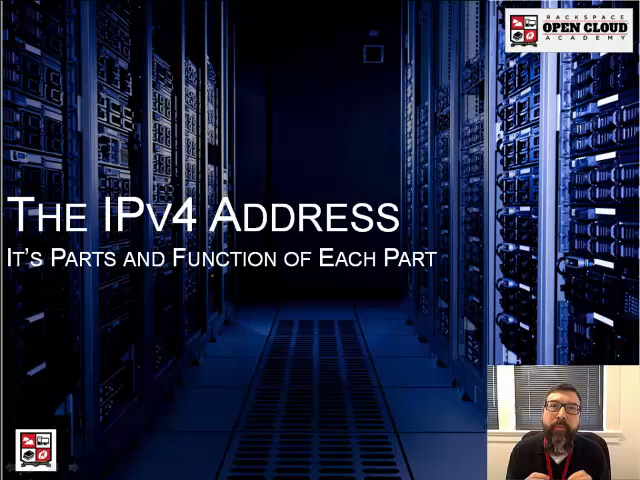 RACKSPACE
OPEN CLOUD
ACADEMY
THE IPV4 ADDRESS
IT'S PARTS AND FUNCTION OF EACH PART